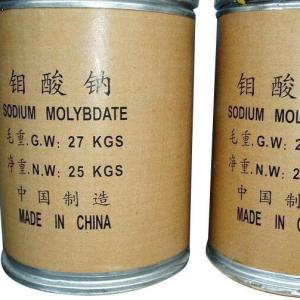 钼酸钠
SODIUM MOLYBDATE
毛重.G.W: 27 KGS
净重.N.W: 25 KGS
中国制造
MADE IN CHINA
钼酸
SODIUM M
毛重.G.W: 2
净重.N.W: 2
中国
MADE IN